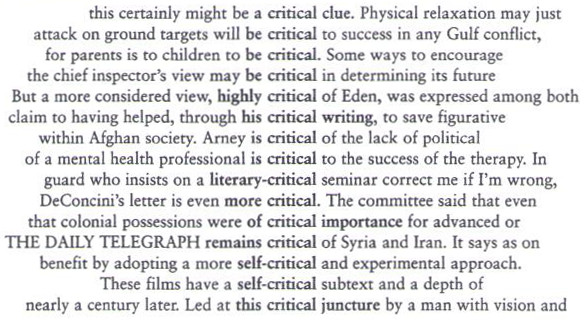 this certainly might be a critical clue. Physical relaxation may just
attack on ground targets will be critical to success in any Gulf conflict,
for parents is to children to be critical. Some ways to encourage
the chief inspector's view may be critical in determining its future
But a more considered view, highly critical of Eden, was expressed among both
claim to having helped, through his critical writing, to save figurative
within Afghan society. Arney is critical of the lack of political
of a mental health professional is critical to the success of the therapy. In
guard who insists on a literary-critical seminar correct me if I'm wrong,
DeConcini's letter is even more critical. The committee said that even
that colonial possessions were of critical importance for advanced or
THE DAILY TELEGRAPH remains critical of Syria and Iran. It says as on
benefit by adopting a more self-critical and experimental approach.
These films have a self-critical subtext and a depth of
nearly a century later. Led at this critical juncture by a man with vision and